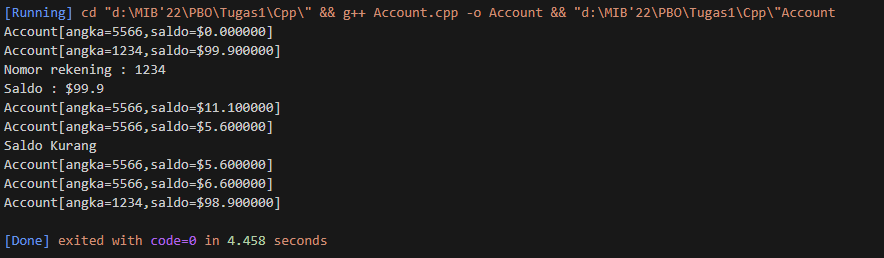 [Running] cd "d:\MIB'22\PBO\Tugas1\Cpp\" && g++ Account.cpp -o Account && "d:\MIB'22\PBO\Tugas1\Cpp\"Account
Account[angka=5566,saldo=$0.000000]
Account[angka=1234,saldo=$99.900000]
Nomor rekening : 1234
Saldo : $99.9
Account[angka=5566,saldo=$11.100000]
Account[angka=5566,saldo=$5.600000]
Saldo Kurang
Account[angka=5566,saldo=$5.600000]
Account[angka=5566,saldo=$6.600000]
Account[angka=1234,saldo=$98.900000]
[Done] exited with code=0 in 4.458 seconds